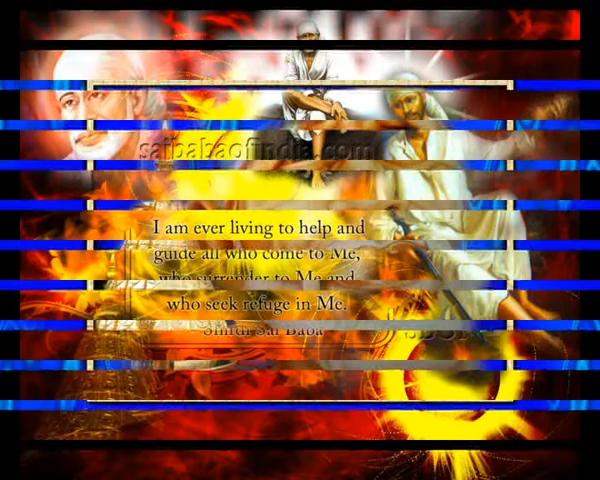 saibabaofindia.com
I am ever living to help and
guide all who come to Me,
who surrender to Me and
who seek refuge in Me.
Shirdi Sai Baba